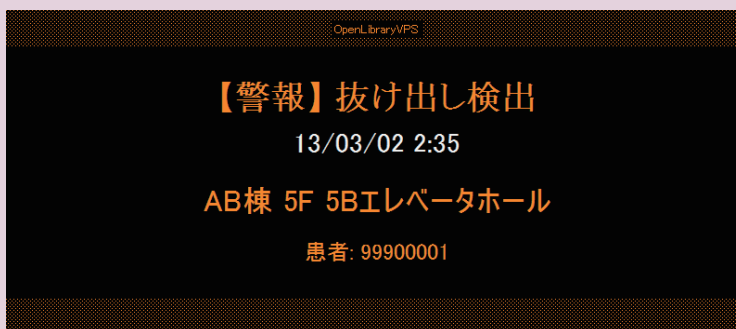 OpenLibraryVPS
【警報】抜け出し検出
13/03/02 2:35
AB棟 5F 5Bエレベータホール
患者: 99900001